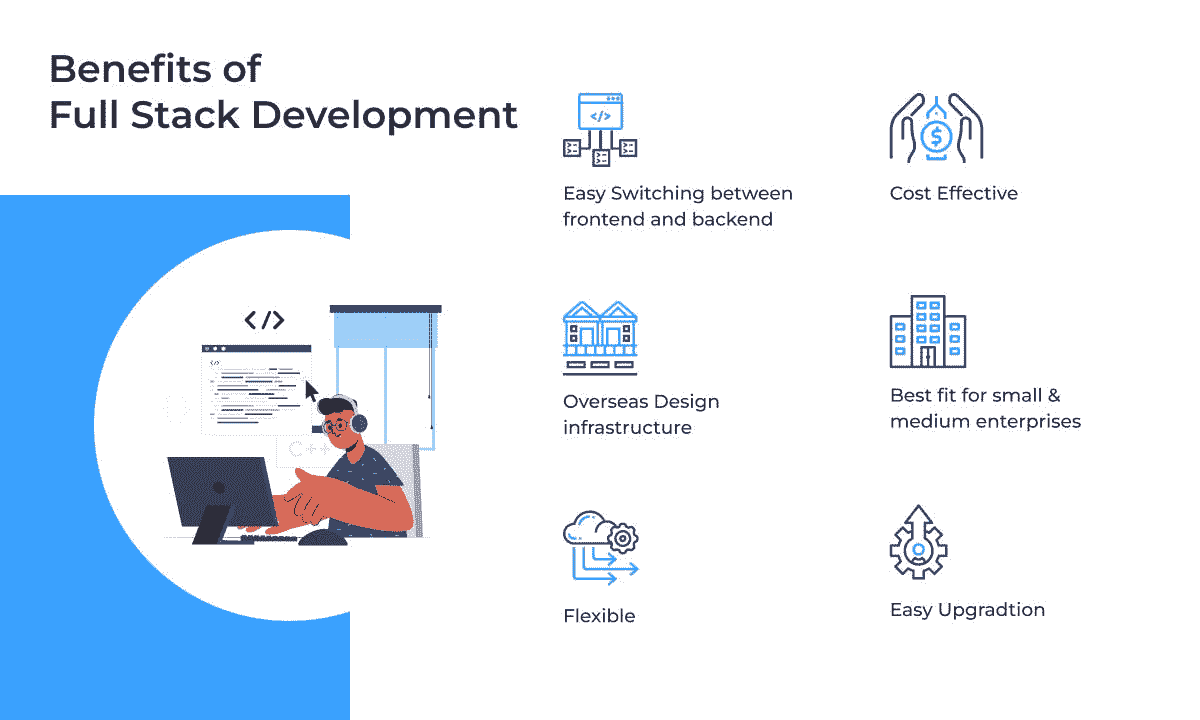 Benefits of
Full Stack Development
</>
Easy Switching between
frontend and backend
Cost Effective
$
</>
</>
C++
Overseas Design
infrastructure
Best fit for small &
medium enterprises
Flexible
Easy Upgradtion